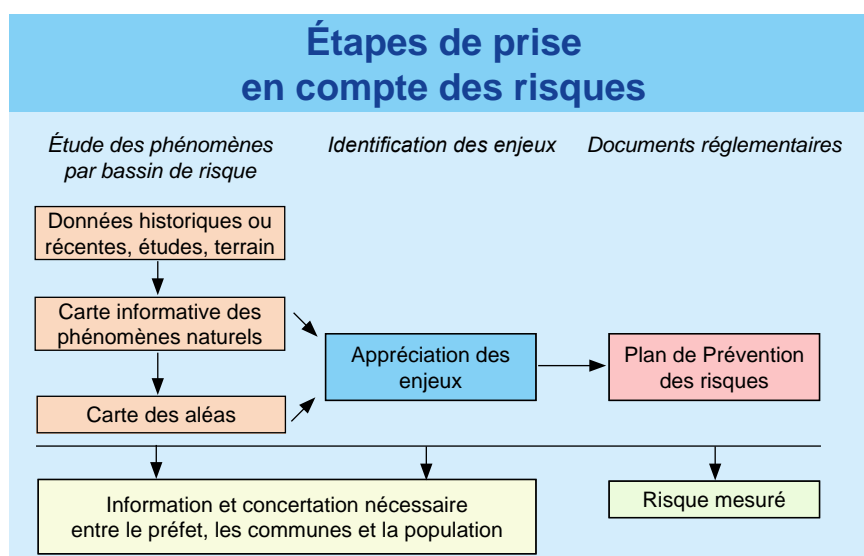 Étapes de prise
en compte des risques
Étude des phénomènes
par bassin de risque
Identification des enjeux
Documents réglementaires
Données historiques ou
récentes, études, terrain
Carte informative des
phénomènes naturels
Carte des aléas
Appréciation des
enjeux
Plan de Prévention
des risques
Information et concertation nécessaire
entre le préfet, les communes et la population
Risque mesuré